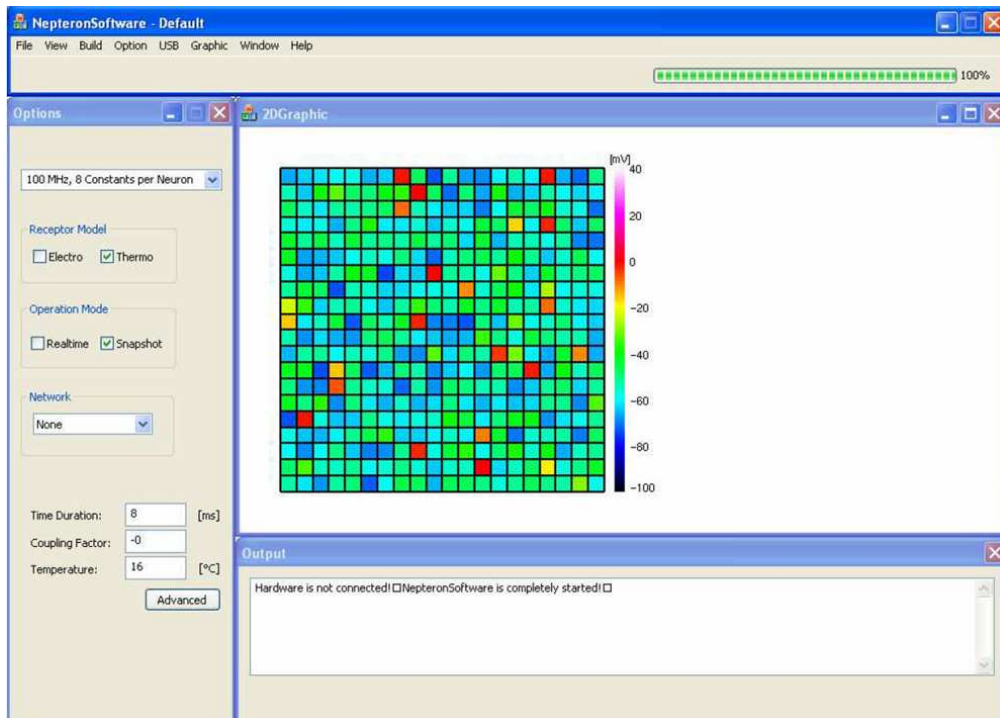 NepteronSoftware - Default
File View Build Option USB Graphic Window Help
100%
Options
100 MHz, 8 Constants per Neuron
Receptor Model
Electro Thermo
Operation Mode
Realtime Snapshot
Network
None
Time Duration: 8 [ms]
Coupling Factor: -0
Temperature: 16 [°C]
Advanced
2DGraphic
[mV]
40
20
0
−20
−40
−60
−80
−100
Output
Hardware is not connected!□NepteronSoftware is completely started!□